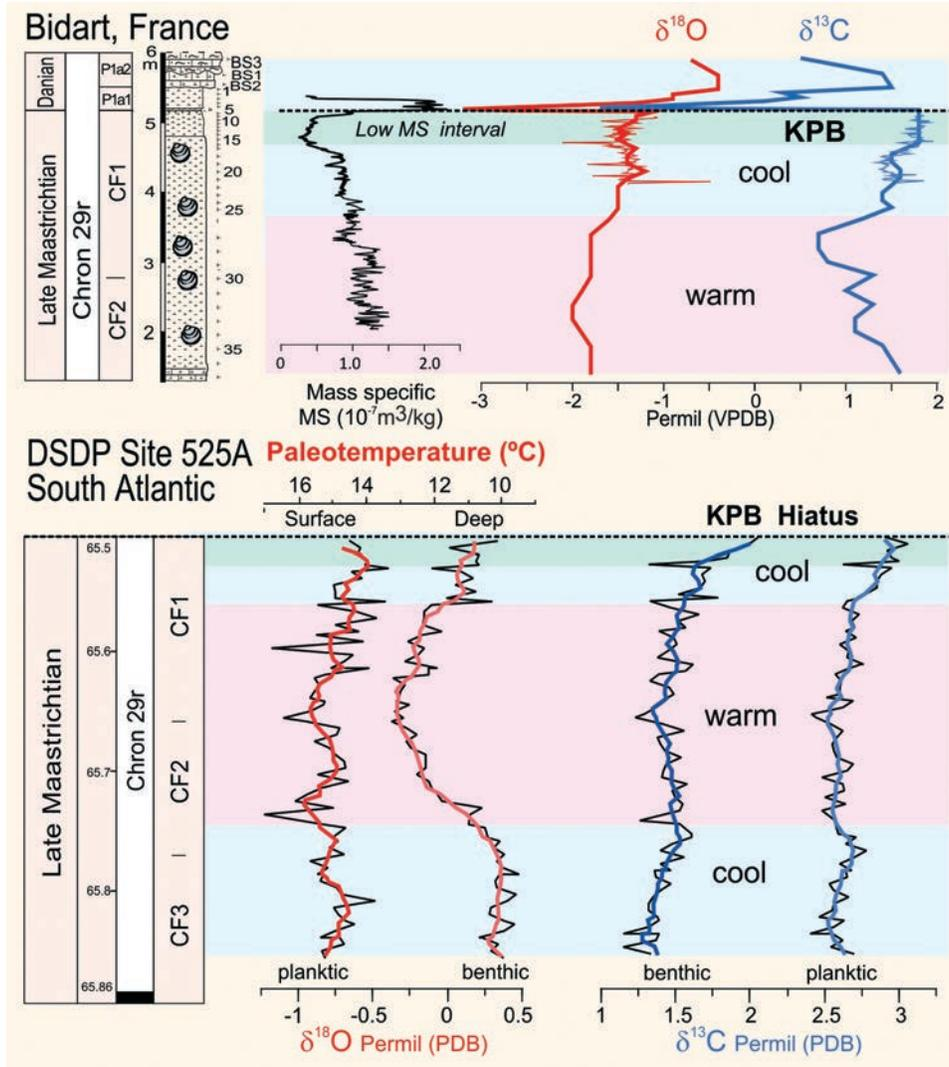 Bidart, France
δ18O
δ13C
6
m
Danian
P1a2
P1a1
BS3
BS1
BS2
1
5
10
15
20
25
30
35
5
4
3
2
Late Maastrichtian
Chron 29r
CF1
|
CF2
Low MS interval
KPB
cool
warm
0
1.0
2.0
Mass specific
MS (10-7m3/kg)
-3
-2
-1
0
1
2
Permil (VPDB)
DSDP Site 525A
South Atlantic
Paleotemperature (ºC)
16
14
12
10
Surface
Deep
KPB Hiatus
65.5
65.6
65.7
65.8
65.86
Late Maastrichtian
Chron 29r
CF1
|
CF2
|
CF3
cool
warm
cool
planktic
benthic
benthic
planktic
-1
-0.5
0
0.5
1
1.5
2
2.5
3
δ18O Permil (PDB)
δ13C Permil (PDB)